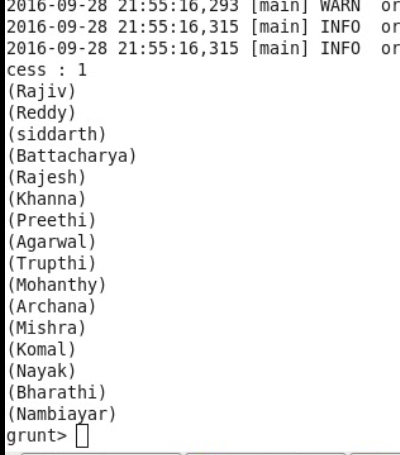 2016-09-28 21:55:16,293 [main] WARN or
2016-09-28 21:55:16,315 [main] INFO or
2016-09-28 21:55:16,315 [main] INFO or
cess : 1
(Rajiv)
(Reddy)
(siddarth)
(Battacharya)
(Rajesh)
(Khanna)
(Preethi)
(Agarwal)
(Trupthi)
(Mohanthy)
(Archana)
(Mishra)
(Komal)
(Nayak)
(Bharathi)
(Nambiayar)
grunt>